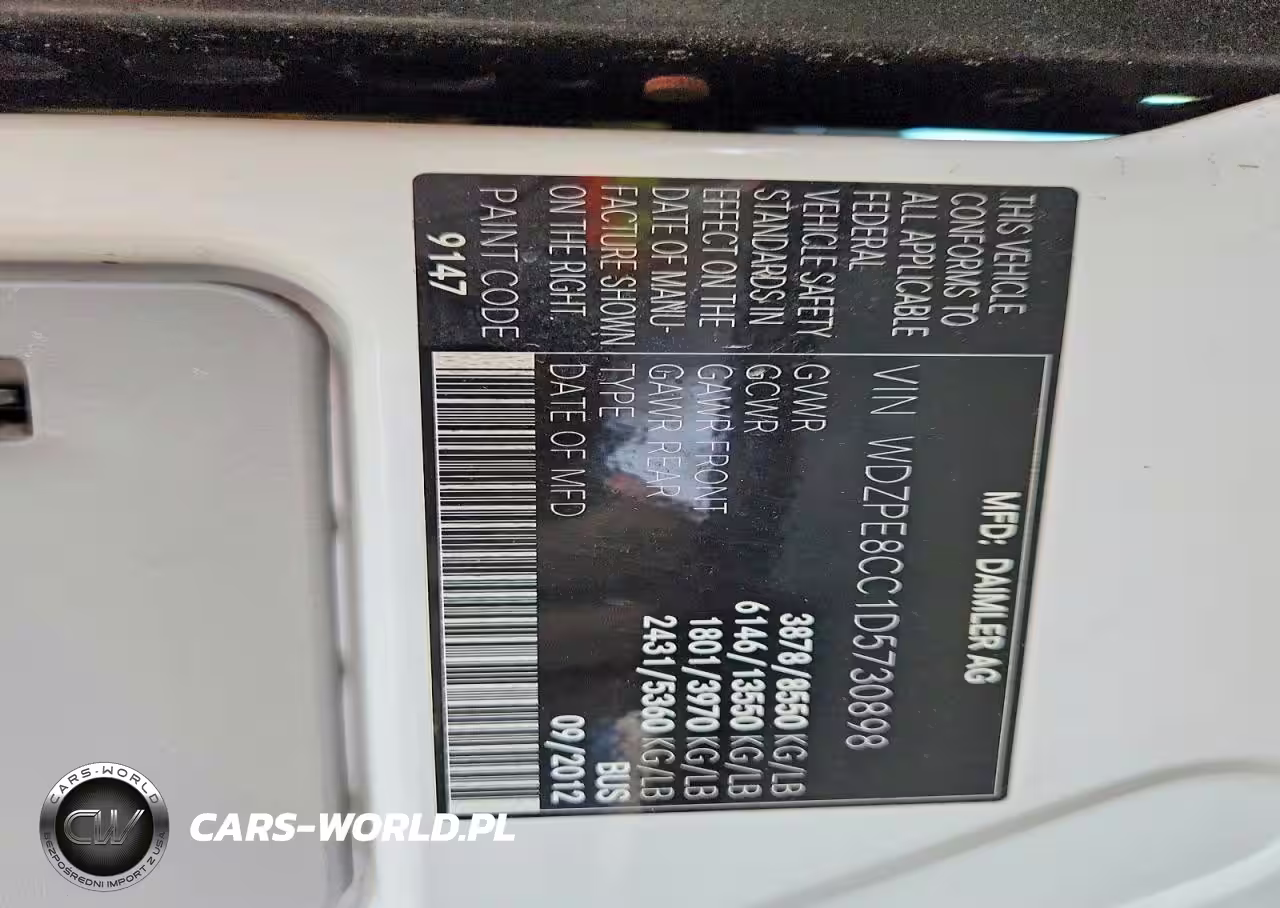 MFD: DAIMLER AG
VIN WDZPE8CC1D5730898
THIS VEHICLE
CONFORMS TO
ALL APPLICABLE
FEDERAL
VEHICLE SAFETY
STANDARDS IN
EFFECT ON THE
DATE OF MANU-
FACTURE SHOWN
ON THE RIGHT.
PAINT CODE
9147
GVWR 3878/8550 KG/LB
GCWR 6146/13550 KG/LB
GAWR FRONT 1801/3970 KG/LB
GAWR REAR 2431/5360 KG/LB
TYPE BUS
DATE OF MFD 09/2012
CARS-WORLD
CW
BEZPOŚREDNI IMPORT Z USA
CARS-WORLD.PL